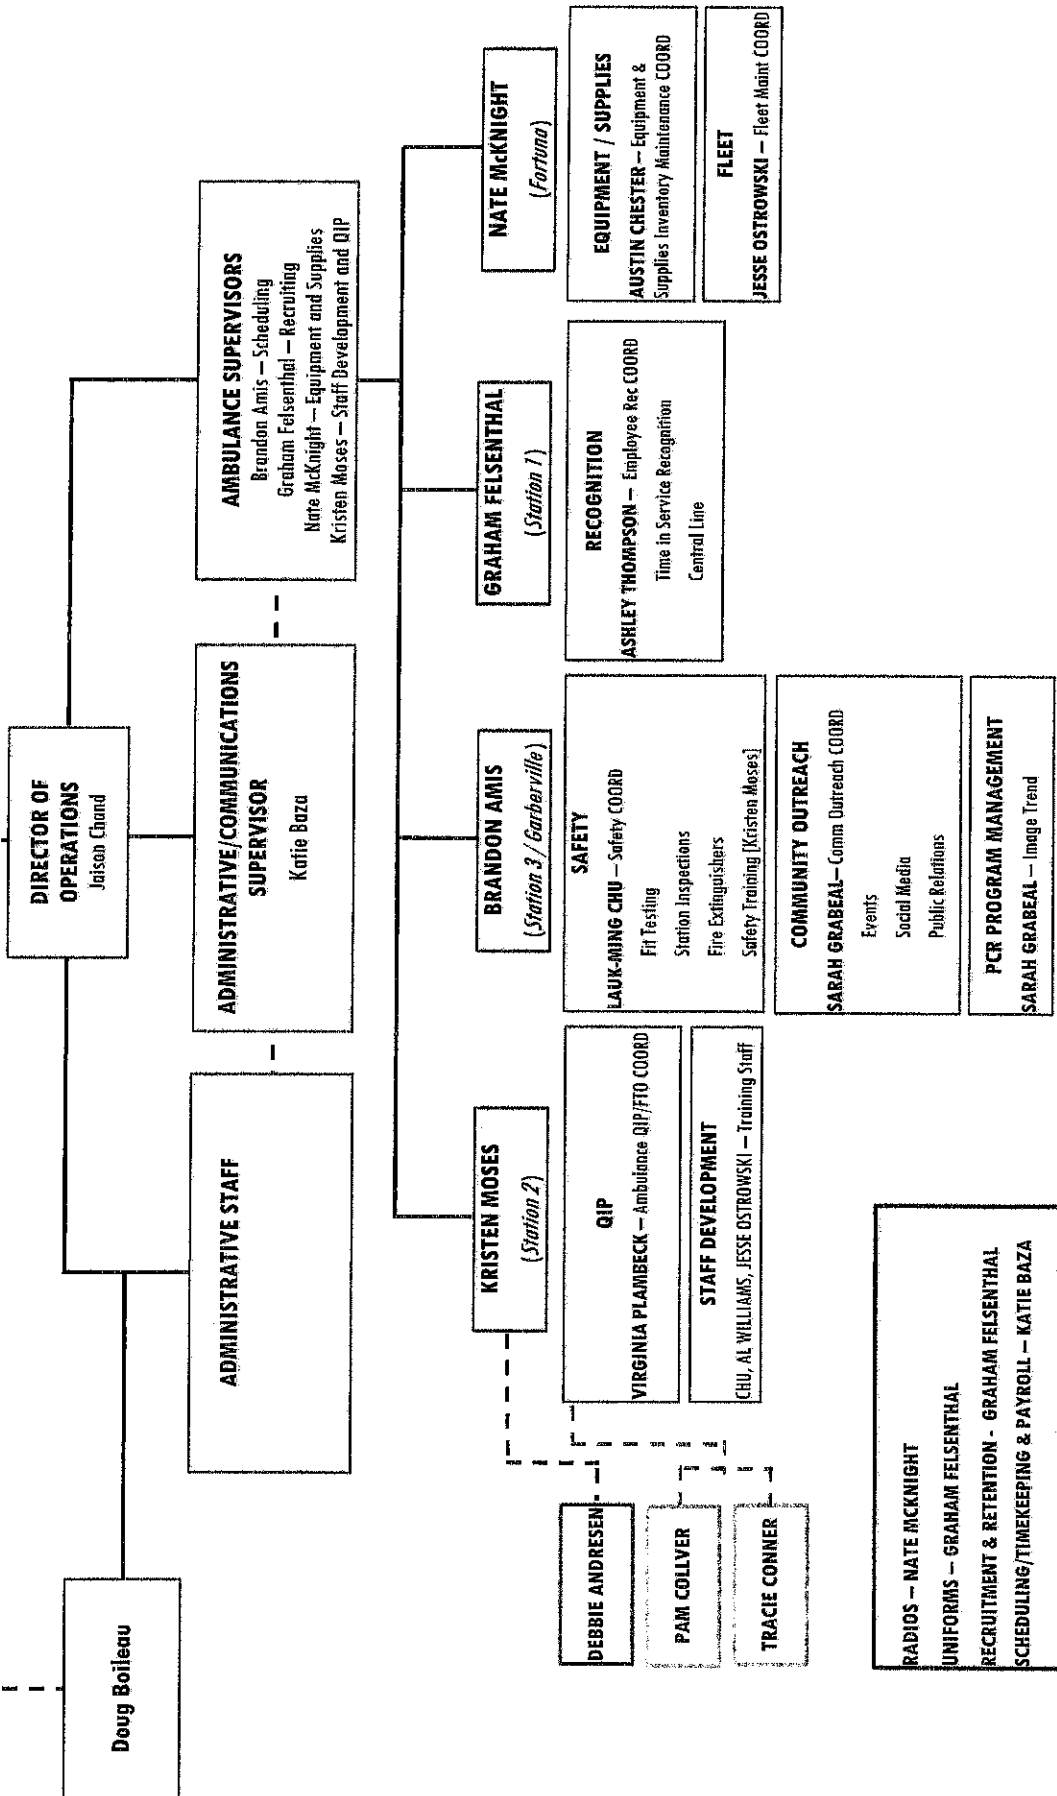 DIRECTOR OF
OPERATIONS
Jaison Chand
Doug Boileau
ADMINISTRATIVE STAFF
ADMINISTRATIVE/COMMUNICATIONS
SUPERVISOR
Katie Baza
AMBULANCE SUPERVISORS
Brandon Amis – Scheduling
Graham Felsenthal – Recruiting
Nate McKnight – Equipment and Supplies
Kristen Moses – Staff Development and QIP
KRISTEN MOSES
(Station 2)
BRANDON AMIS
(Station 3 / Garberville)
GRAHAM FELSENTHAL
(Station 1)
NATE McKNIGHT
(Fortuna)
DEBBIE ANDRESEN
PAM COLLVER
TRACIE CONNER
QIP
VIRGINIA PLAMBECK – Ambulance QIP/FTO COORD
STAFF DEVELOPMENT
CHU, AL WILLIAMS, JESSE OSTROWSKI – Training Staff
SAFETY
LAUK-MING CHU – Safety COORD
Fit Testing
Station Inspections
Fire Extinguishers
Safety Training [Kristen Moses]
COMMUNITY OUTREACH
SARAH GRABEAL – Comm Outreach COORD
Events
Social Media
Public Relations
PCR PROGRAM MANAGEMENT
SARAH GRABEAL – Image Trend
RECOGNITION
ASHLEY THOMPSON – Employee Rec COORD
Time in Service Recognition
Central Line
EQUIPMENT / SUPPLIES
AUSTIN CHESTER – Equipment &
Supplies Inventory Maintenance COORD
FLEET
JESSE OSTROWSKI – Fleet Maint COORD
RADIOS – NATE MCKNIGHT
UNIFORMS – GRAHAM FELSENTHAL
RECRUITMENT & RETENTION - GRAHAM FELSENTHAL
SCHEDULING/TIMEKEEPING & PAYROLL – KATIE BAZA